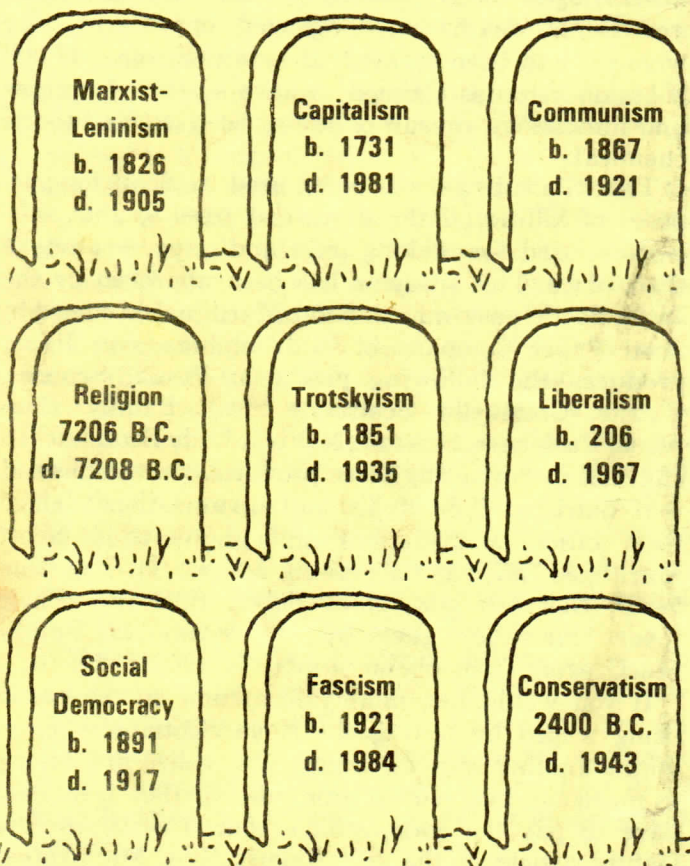 Marxist-
Leninism
b. 1826
d. 1905
Capitalism
b. 1731
d. 1981
Communism
b. 1867
d. 1921
Religion
7206 B.C.
d. 7208 B.C.
Trotskyism
b. 1851
d. 1935
Liberalism
b. 206
d. 1967
Social
Democracy
b. 1891
d. 1917
Fascism
b. 1921
d. 1984
Conservatism
2400 B.C.
d. 1943